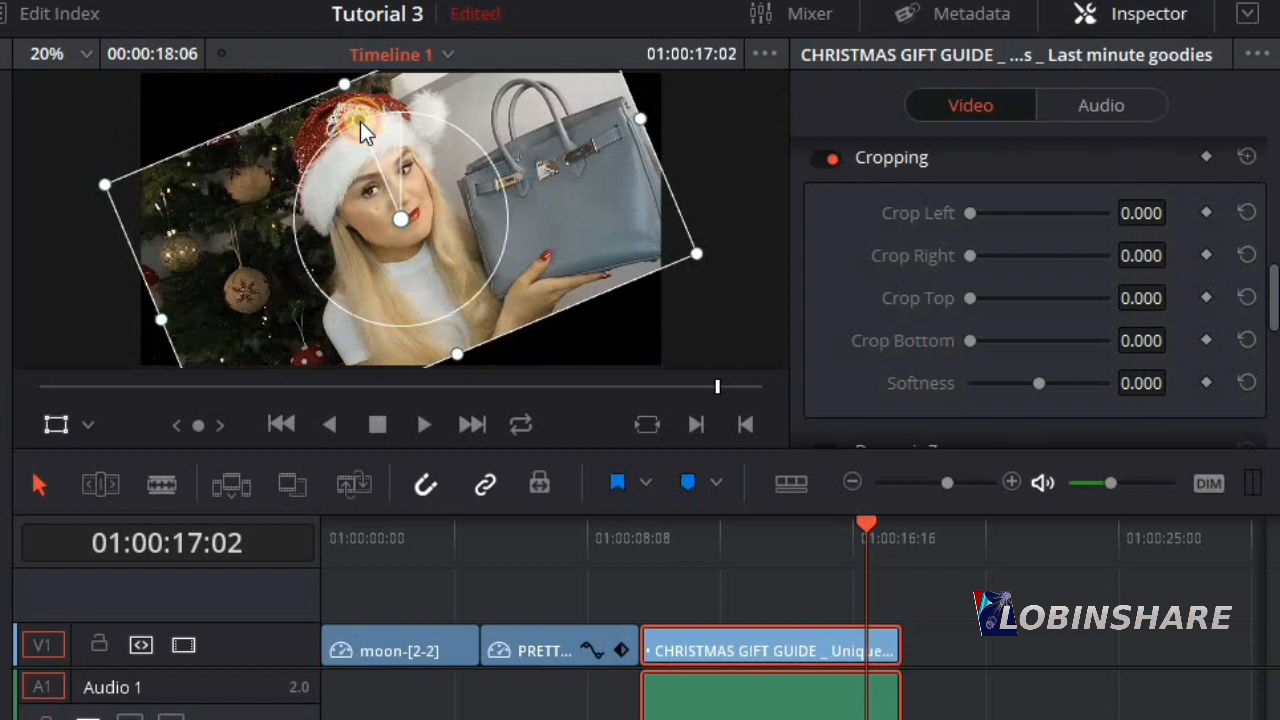 Edit Index
Tutorial 3
Edited
Mixer
Metadata
Inspector
20%
00:00:18:06
Timeline 1
01:00:17:02
CHRISTMAS GIFT GUIDE _ ...s _ Last minute goodies
Video
Audio
Cropping
Crop Left
0.000
Crop Right
0.000
Crop Top
0.000
Crop Bottom
0.000
Softness
0.000
DIM
01:00:17:02
01:00:00:00
01:00:08:08
01:00:16:16
01:00:25:00
LOBINSHARE
V1
moon-[2-2]
PRETT...
• CHRISTMAS GIFT GUIDE _ Unique...
A1
Audio 1
2.0